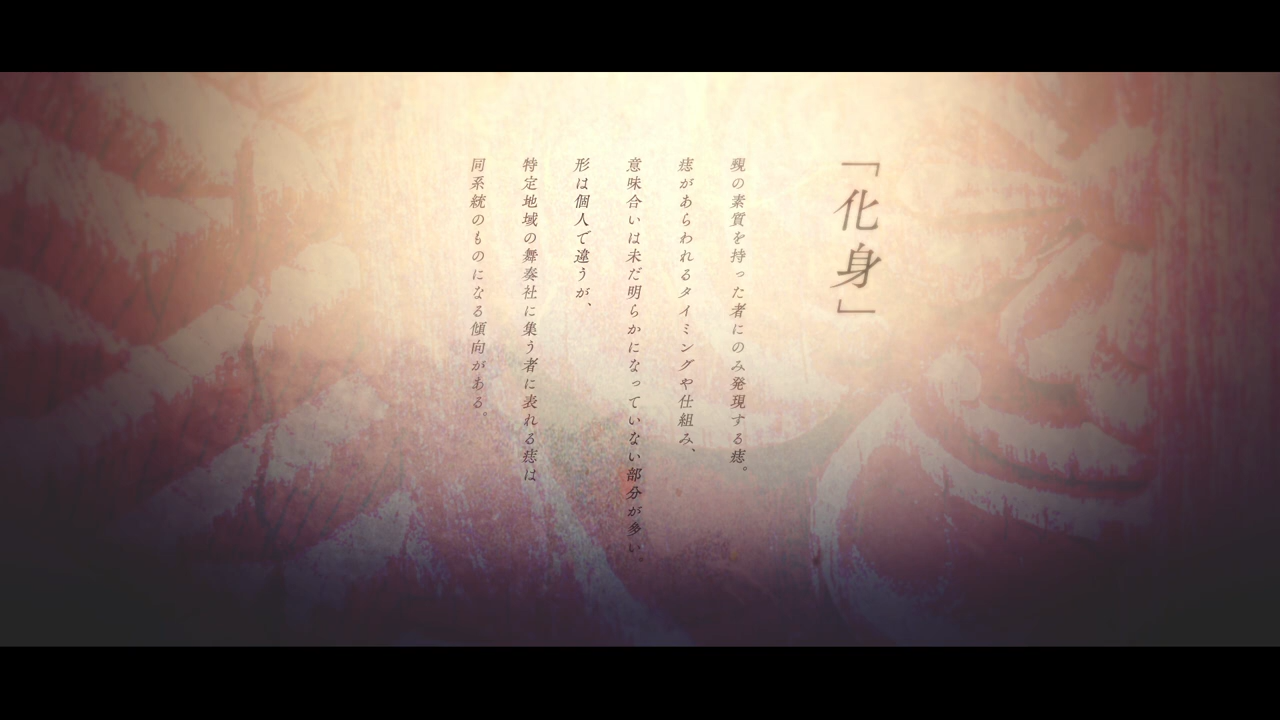 「化身」
覡の素質を持った者にのみ発現する痣。
痣があらわれるタイミングや仕組み、
意味合いは未だ明らかになっていない部分が多い。
形は個人で違うが、
特定地域の舞奏社に集う者に表れる痣は
同系統のものになる傾向がある。